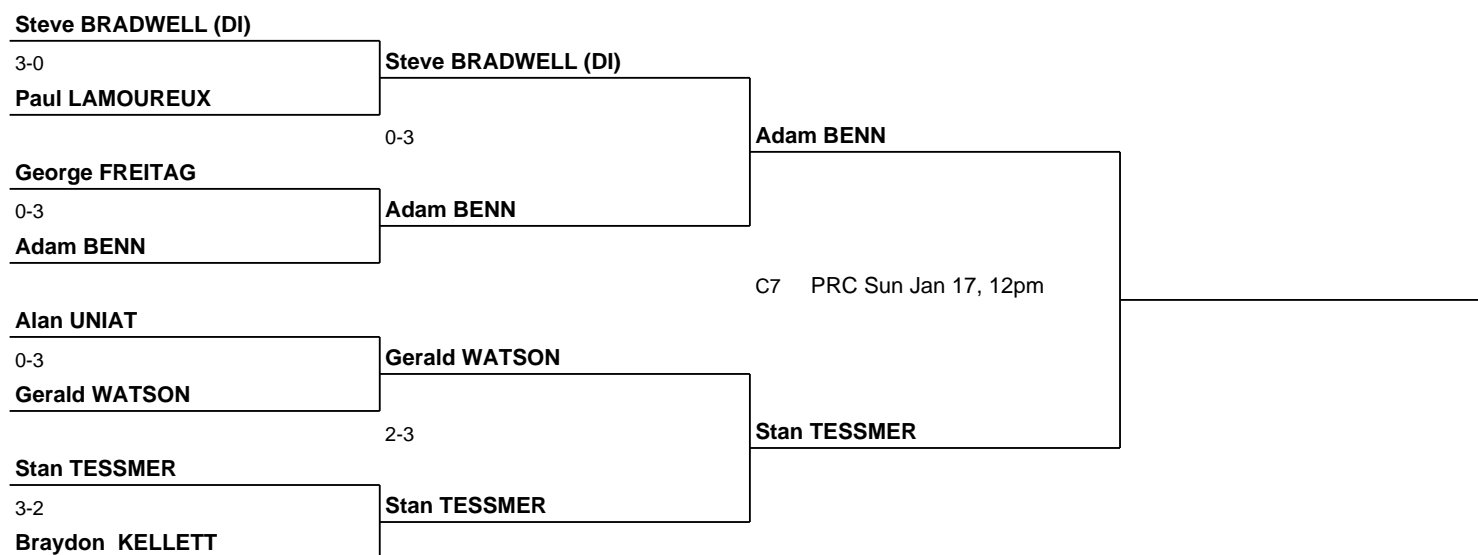 Steve BRADWELL (DI)
3-0
Paul LAMOUREUX
Steve BRADWELL (DI)
0-3
George FREITAG
0-3
Adam BENN
Adam BENN
Adam BENN
C7 PRC Sun Jan 17, 12pm
Alan UNIAT
0-3
Gerald WATSON
Gerald WATSON
2-3
Stan TESSMER
3-2
Braydon KELLETT
Stan TESSMER
Stan TESSMER